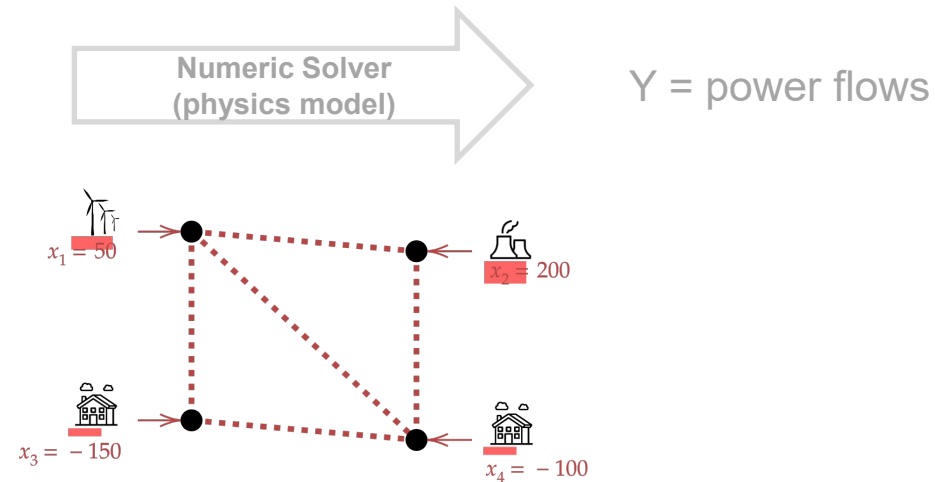 Numeric Solver
(physics model)
Y = power flows
x₁ = 50
x₂ = 200
x₃ = − 150
x₄ = − 100